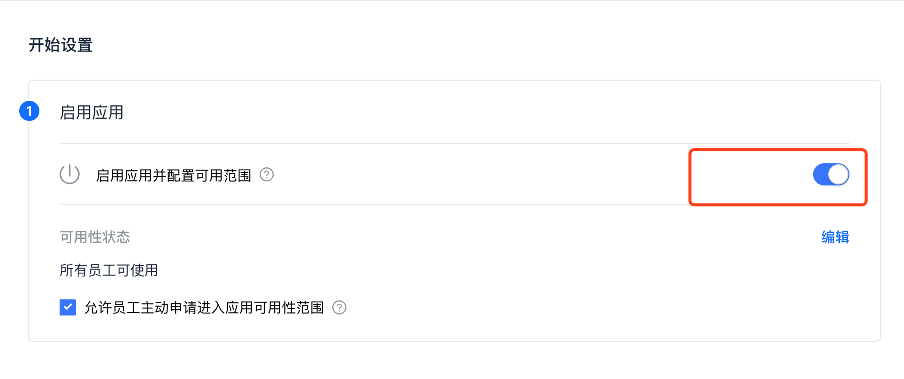 开始设置
1 启用应用
启用应用并配置可用范围 ?
可用性状态 编辑
所有员工可使用
允许员工主动申请进入应用可用性范围 ?